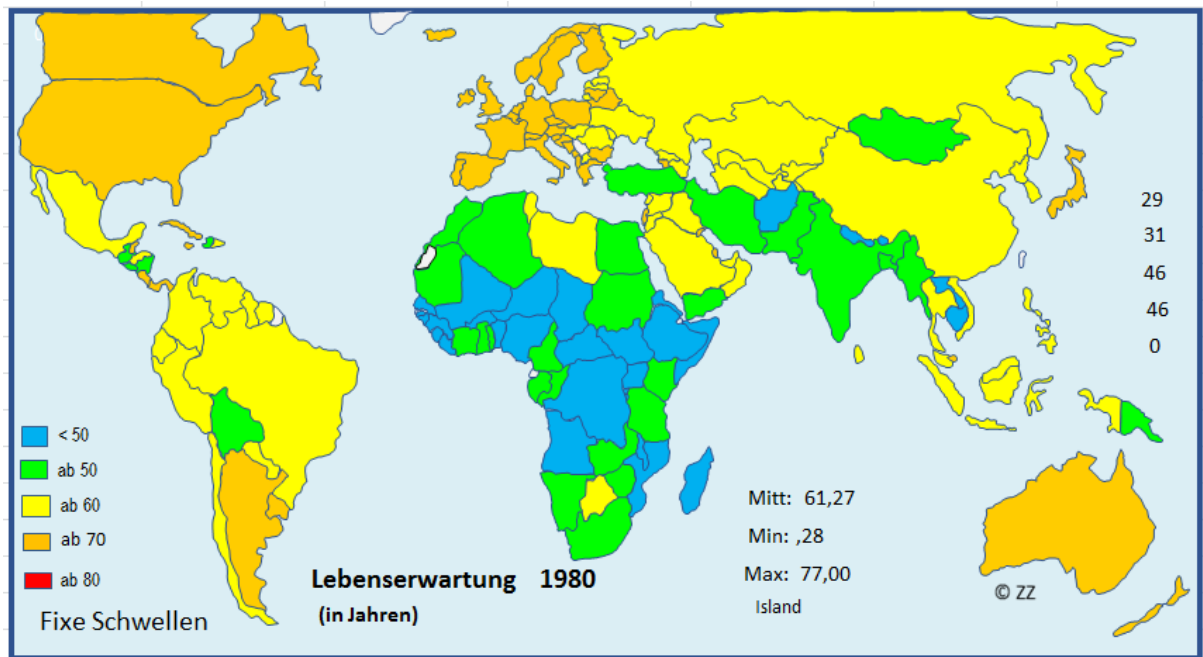 29
31
46
46
0
< 50
ab 50
ab 60
ab 70
ab 80
Fixe Schwellen
Lebenserwartung 1980
(in Jahren)
Mitt: 61,27
Min: ,28
Max: 77,00
Island
© ZZ